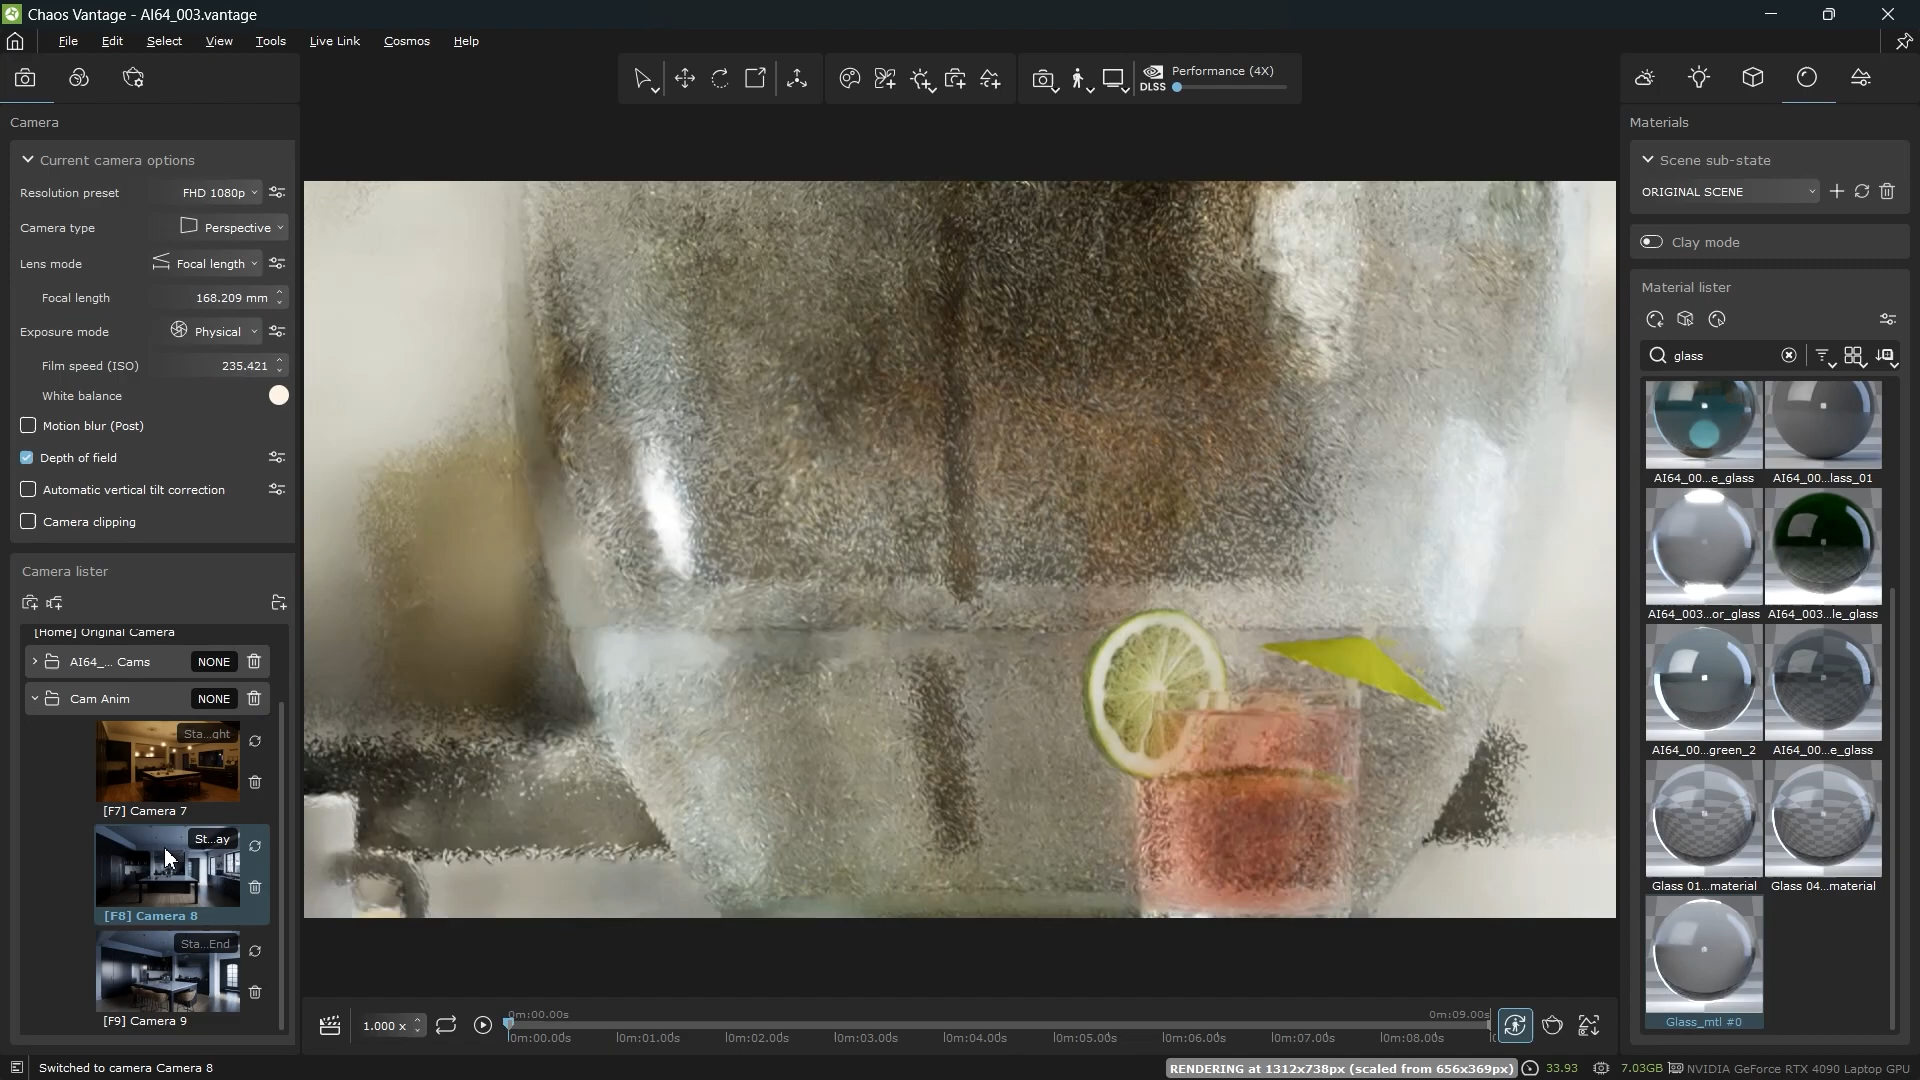 Chaos Vantage - AI64_003.vantage
File Edit Select View Tools Live Link Cosmos Help
DLSS Performance (4X)
Camera
Current camera options
Resolution preset FHD 1080p
Camera type Perspective
Lens mode Focal length
Focal length 168.209 mm
Exposure mode Physical
Film speed (ISO) 235.421
White balance
Motion blur (Post)
Depth of field
Automatic vertical tilt correction
Camera clipping
Camera lister
[Home] Original Camera
AI64_... Cams NONE
Cam Anim NONE
Sta...ght
[F7] Camera 7
St...ay
[F8] Camera 8
Sta...End
[F9] Camera 9
Materials
Scene sub-state
ORIGINAL SCENE
Clay mode
Material lister
glass
AI64_00...e_glass AI64_00...lass_01
AI64_003...or_glass AI64_003...le_glass
AI64_00...green_2 AI64_00...e_glass
Glass 01...material Glass 04...material
Glass_mtl #0
1.000 x
0m:00.00s 0m:09.00s
0m:00.00s 0m:01.00s 0m:02.00s 0m:03.00s 0m:04.00s 0m:05.00s 0m:06.00s 0m:07.00s 0m:08.00s
Switched to camera Camera 8
RENDERING at 1312x738px (scaled from 656x369px) 33.93 7.03GB NVIDIA GeForce RTX 4090 Laptop GPU